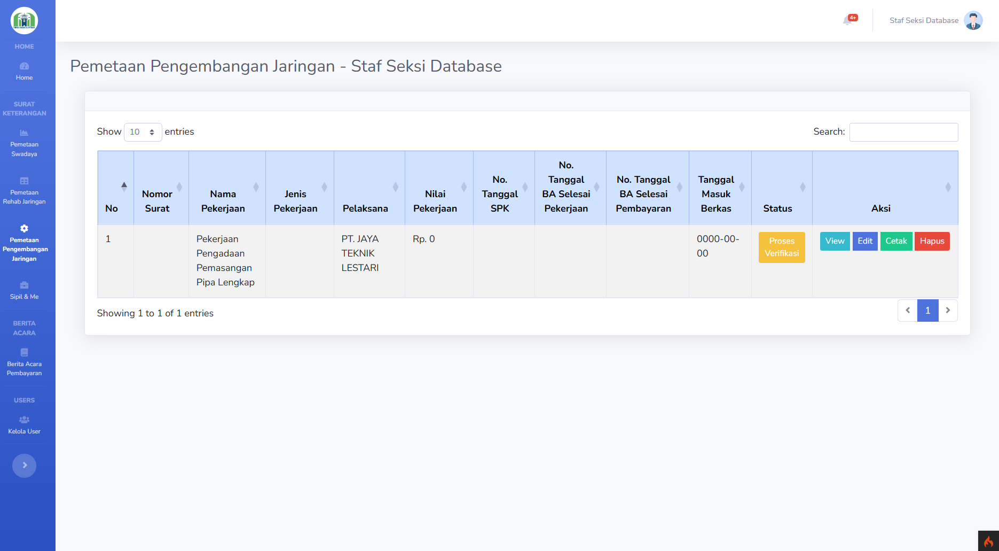 HOME
Home
SURAT
KETERANGAN
Pemetaan
Swadaya
Pemetaan
Rehab Jaringan
Pemetaan
Pengembangan
Jaringan
Sipil & Me
BERITA
ACARA
Berita Acara
Pembayaran
USERS
Kelola User
4+
Staf Seksi Database
Pemetaan Pengembangan Jaringan - Staf Seksi Database
Show 10 entries
Search:
No
Nomor
Surat
Nama
Pekerjaan
Jenis
Pekerjaan
Pelaksana
Nilai
Pekerjaan
No.
Tanggal
SPK
No.
Tanggal
BA Selesai
Pekerjaan
No. Tanggal
BA Selesai
Pembayaran
Tanggal
Masuk
Berkas
Status
Aksi
1
Pekerjaan
Pengadaan
Pemasangan
Pipa Lengkap
PT. JAYA
TEKNIK
LESTARI
Rp. 0
0000-00-
00
Proses
Verifikasi
View
Edit
Cetak
Hapus
Showing 1 to 1 of 1 entries
1